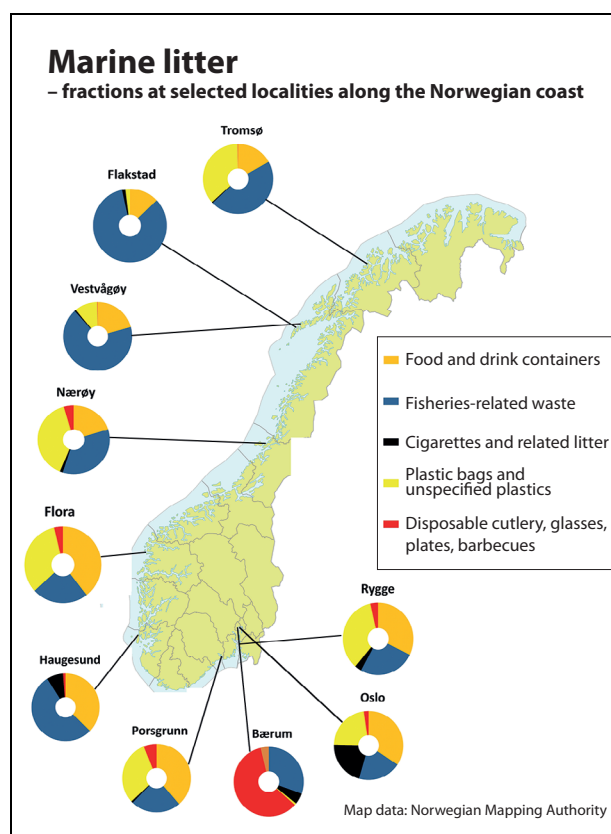 Marine litter
– fractions at selected localities along the Norwegian coast
Tromsø
Flakstad
Vestvågøy
Nærøy
Flora
Haugesund
Porsgrunn
Bærum
Oslo
Rygge
Food and drink containers
Fisheries-related waste
Cigarettes and related litter
Plastic bags and
unspecified plastics
Disposable cutlery, glasses,
plates, barbecues
Map data: Norwegian Mapping Authority